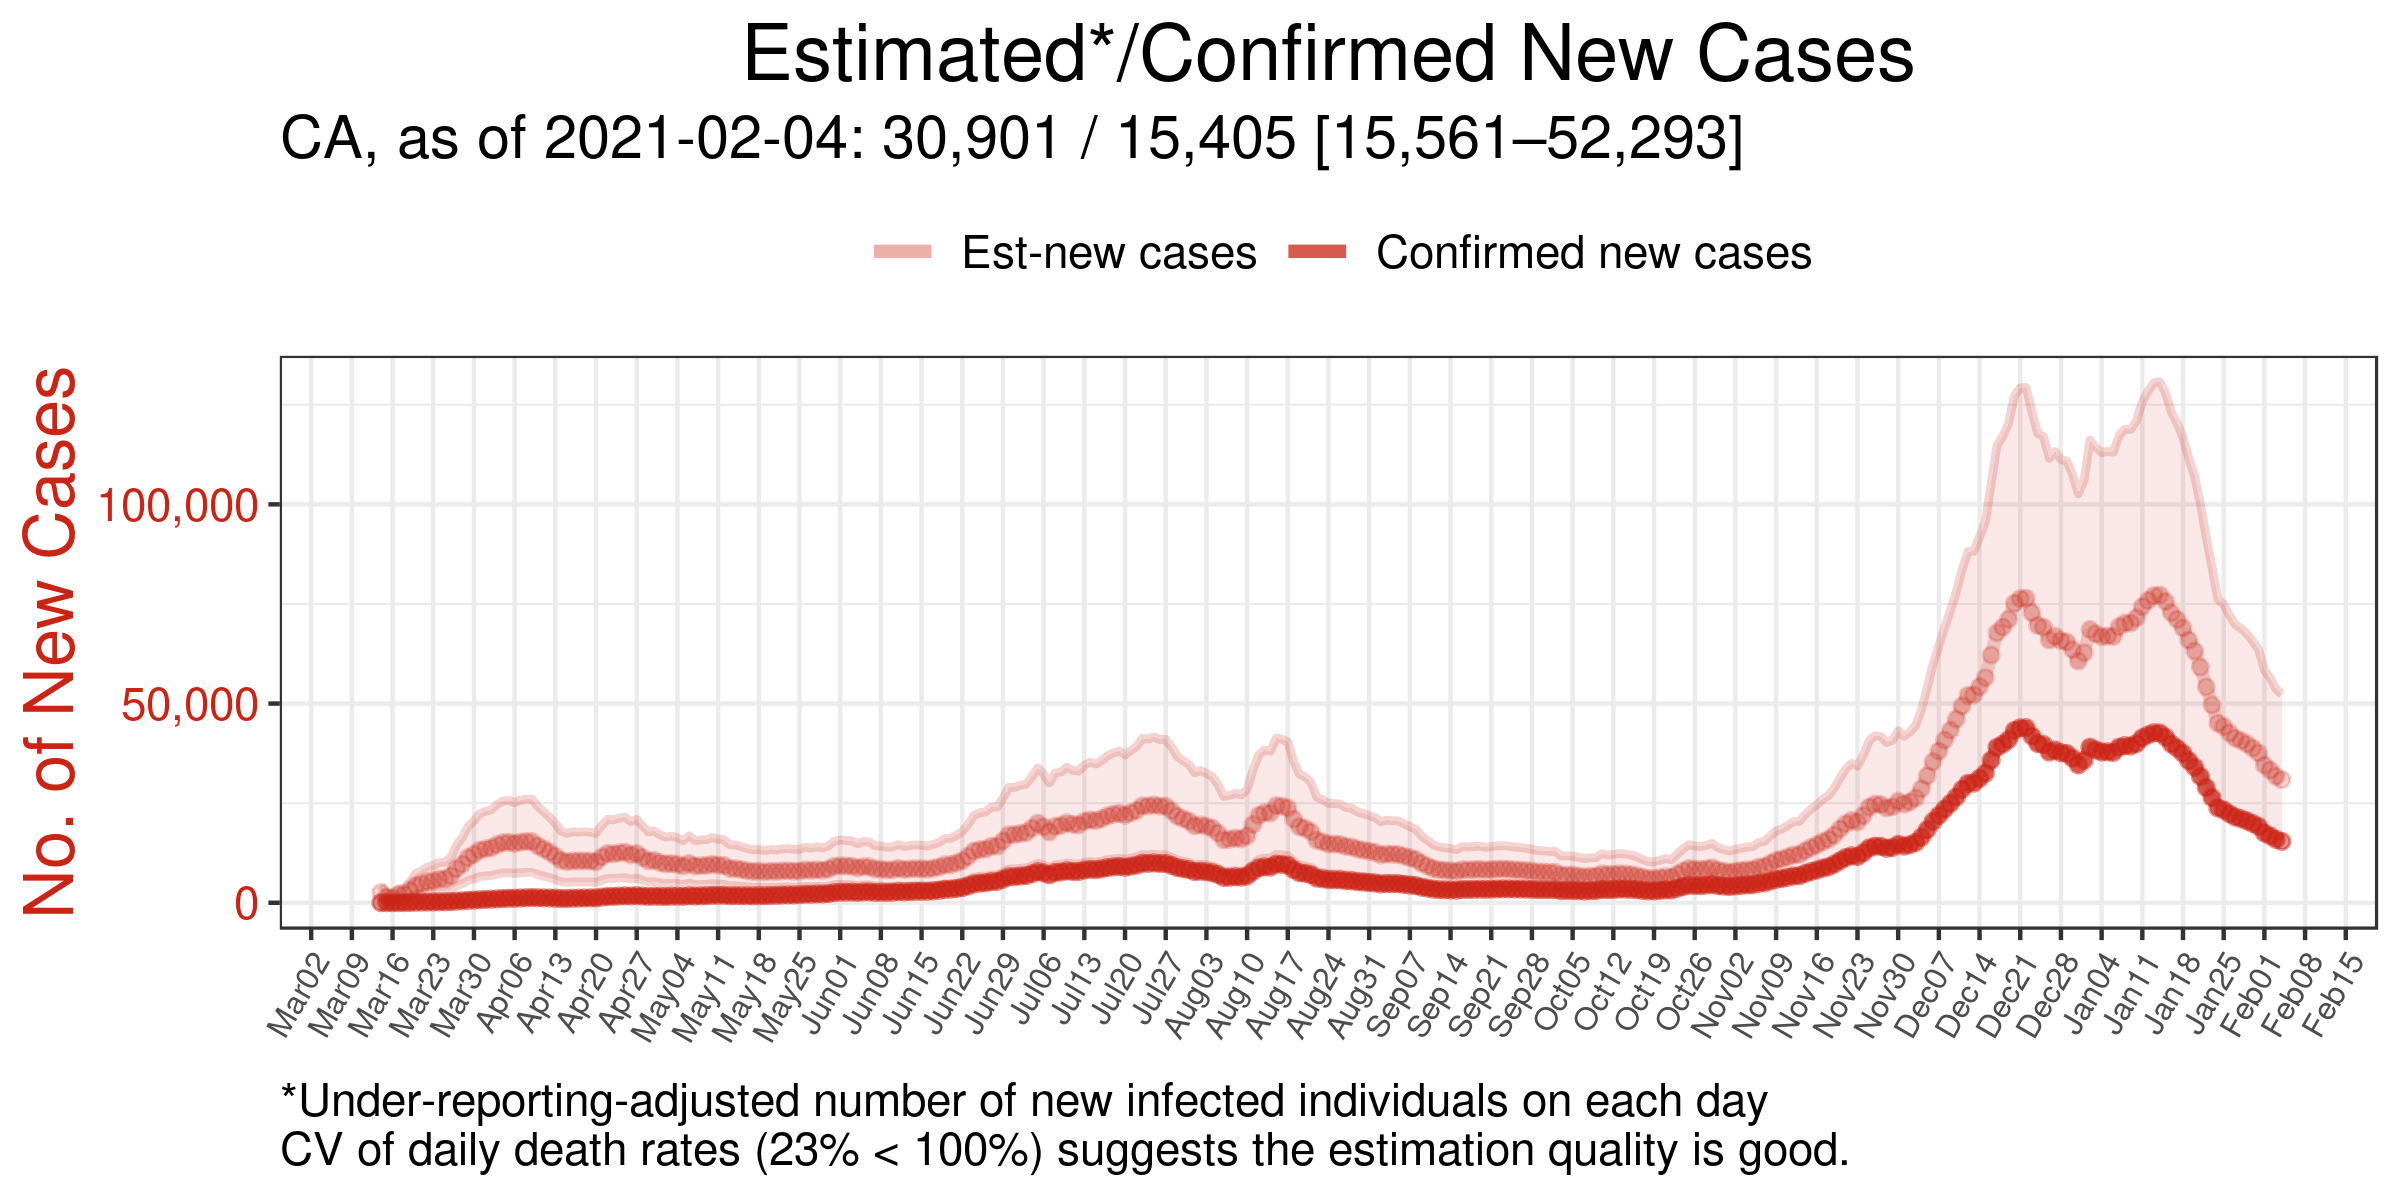 Estimated*/Confirmed New Cases
CA, as of 2021-02-04: 30,901 / 15,405 [15,561–52,293]
Est-new cases
Confirmed new cases
No. of New Cases
100,000
50,000
0
Mar02
Mar09
Mar16
Mar23
Mar30
Apr06
Apr13
Apr20
Apr27
May04
May11
May18
May25
Jun01
Jun08
Jun15
Jun22
Jun29
Jul06
Jul13
Jul20
Jul27
Aug03
Aug10
Aug17
Aug24
Aug31
Sep07
Sep14
Sep21
Sep28
Oct05
Oct12
Oct19
Oct26
Nov02
Nov09
Nov16
Nov23
Nov30
Dec07
Dec14
Dec21
Dec28
Jan04
Jan11
Jan18
Jan25
Feb01
Feb08
Feb15
*Under-reporting-adjusted number of new infected individuals on each day
CV of daily death rates (23% < 100%) suggests the estimation quality is good.